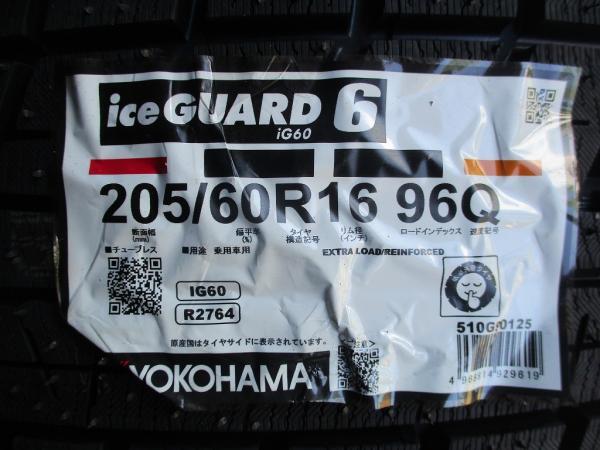 iceGUARD 6
iG60
205/60R16 96Q
断面幅
(mm)
偏平率
(%)
タイヤ
構造記号
リム径
(インチ)
ロードインデックス
速度記号
■チューブレス
■用途 乗用車用
EXTRA LOAD/REINFORCED
IG60
R2764
510G-0125
原産国はタイヤサイドに表示されています。
YOKOHAMA
4 968814 929619